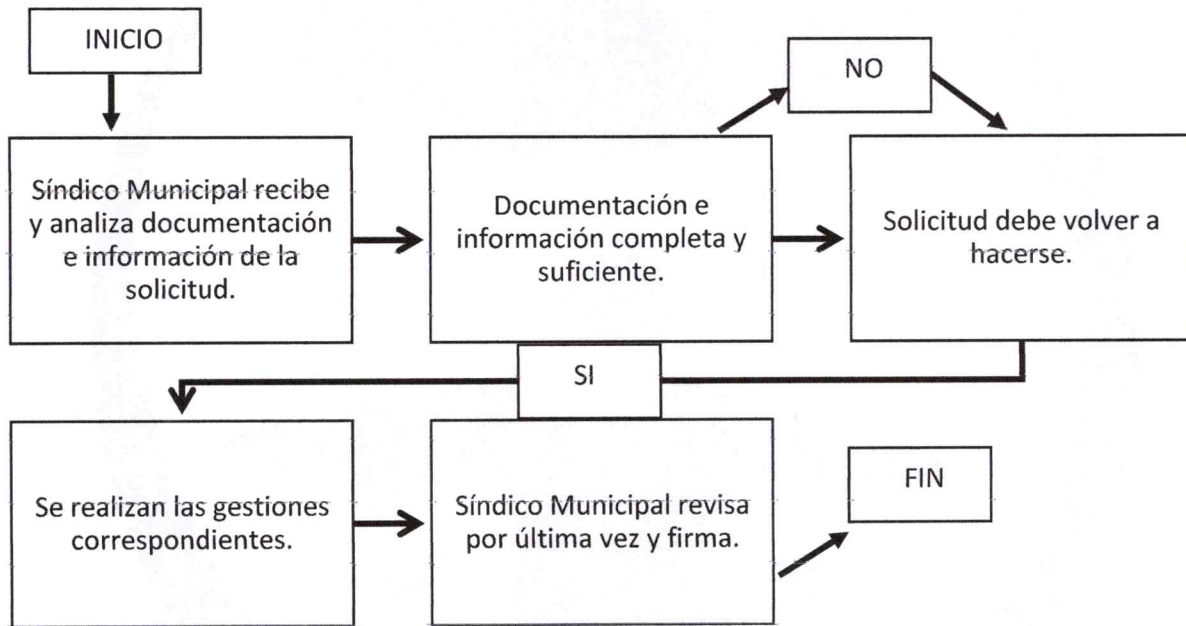 INICIO
NO
Síndico Municipal recibe
y analiza documentación
e información de la
solicitud.
Documentación e
información completa y
suficiente.
Solicitud debe volver a
hacerse.
SI
Se realizan las gestiones
correspondientes.
Síndico Municipal revisa
por última vez y firma.
FIN